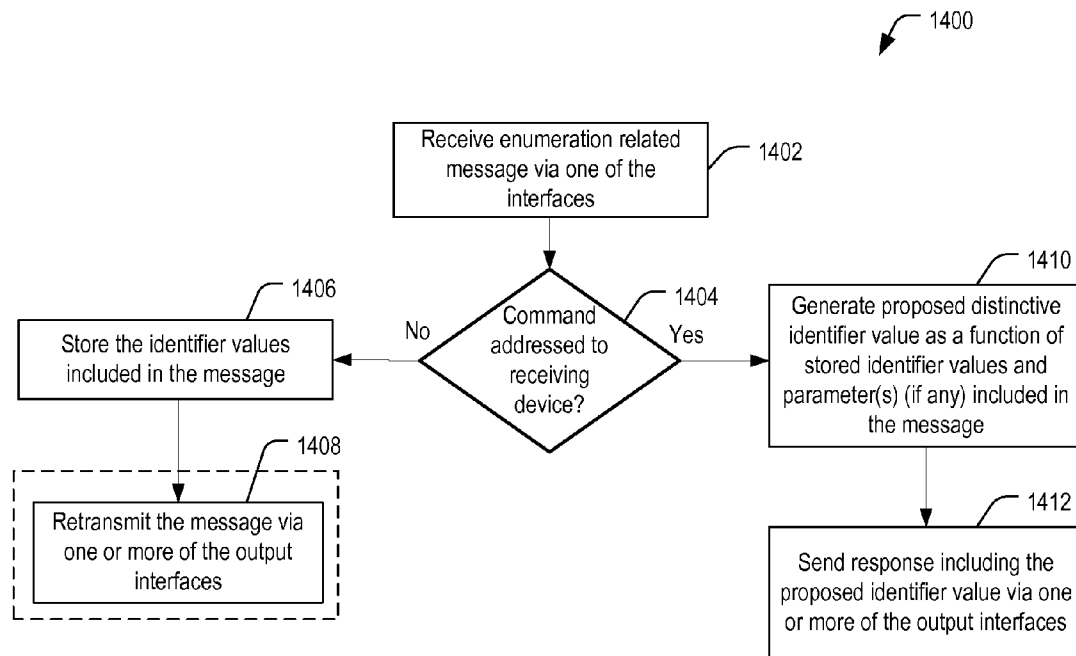 1400
Receive enumeration related
message via one of the
interfaces
1402
1404
Command
addressed to
receiving
device?
No
Yes
1406
Store the identifier values
included in the message
1408
Retransmit the message via
one or more of the output
interfaces
1410
Generate proposed distinctive
identifier value as a function of
stored identifier values and
parameter(s) (if any) included in
the message
1412
Send response including the
proposed identifier value via one
or more of the output interfaces